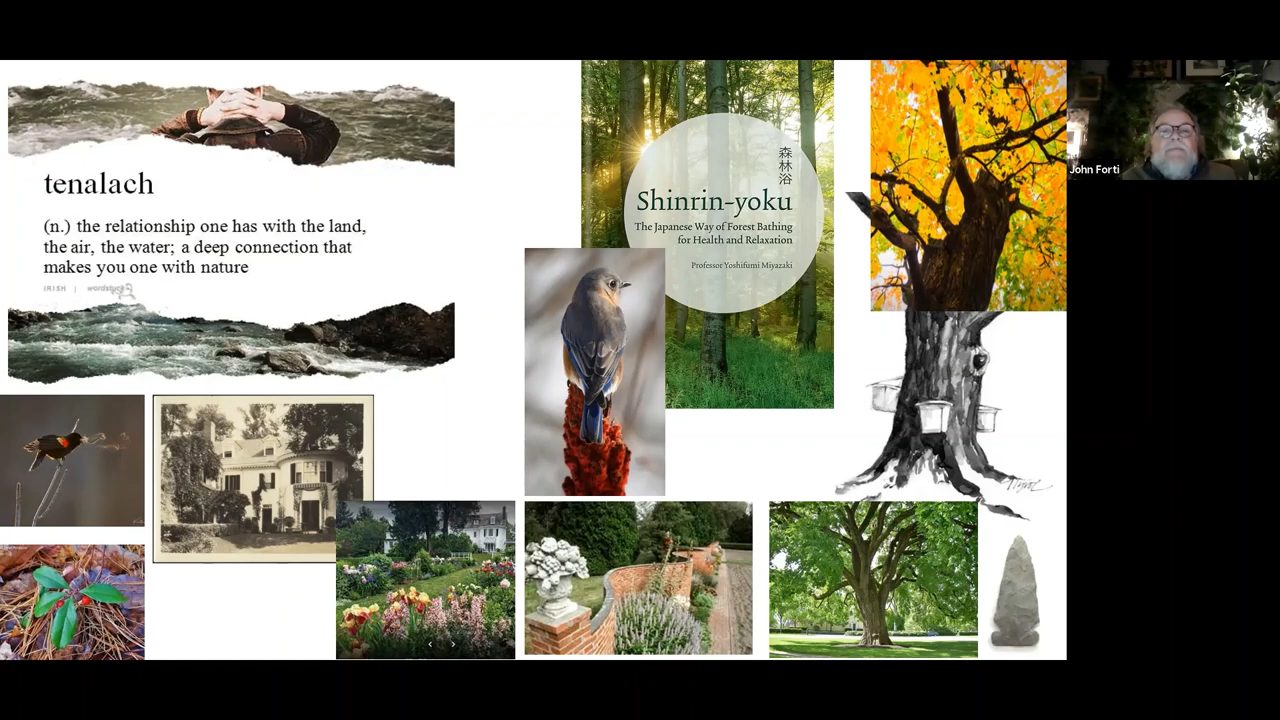 tenalach
(n.) the relationship one has with the land,
the air, the water; a deep connection that
makes you one with nature
IRISH |
森林浴
Shinrin-yoku
The Japanese Way of Forest Bathing
for Health and Relaxation
Professor Yoshifumi Miyazaki
John Forti